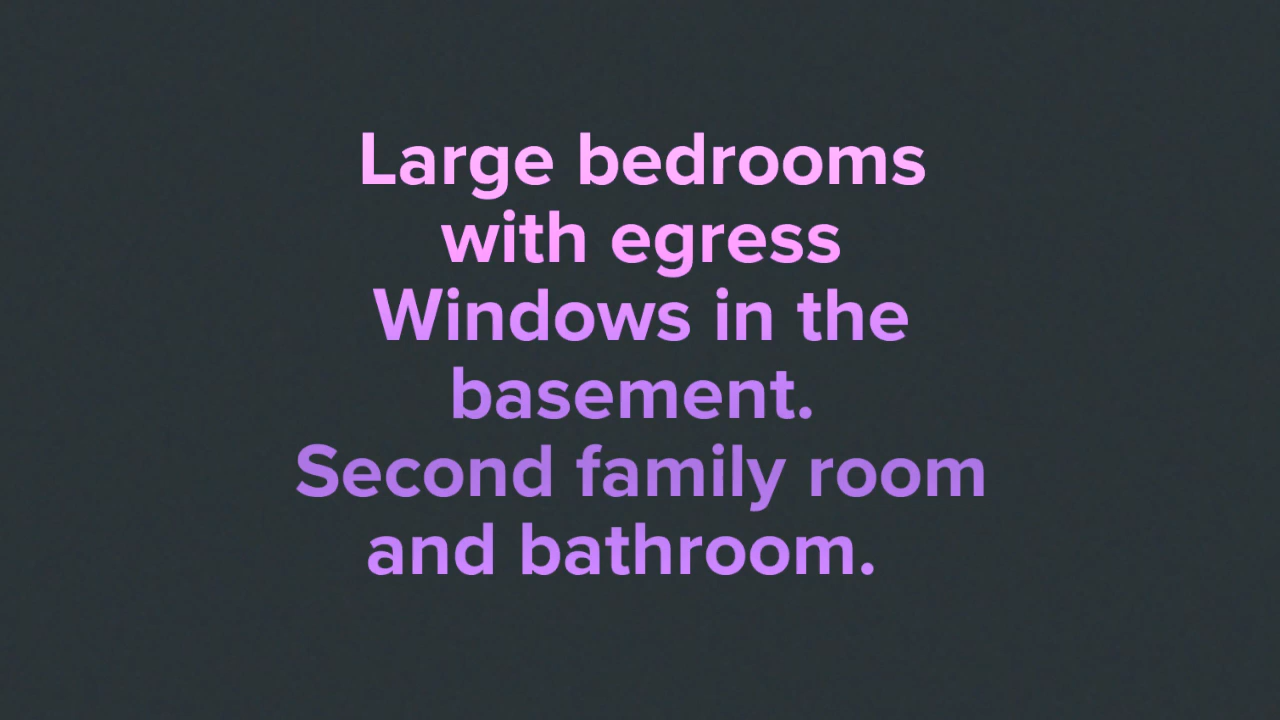 Large bedrooms
with egress
Windows in the
basement.
Second family room
and bathroom.